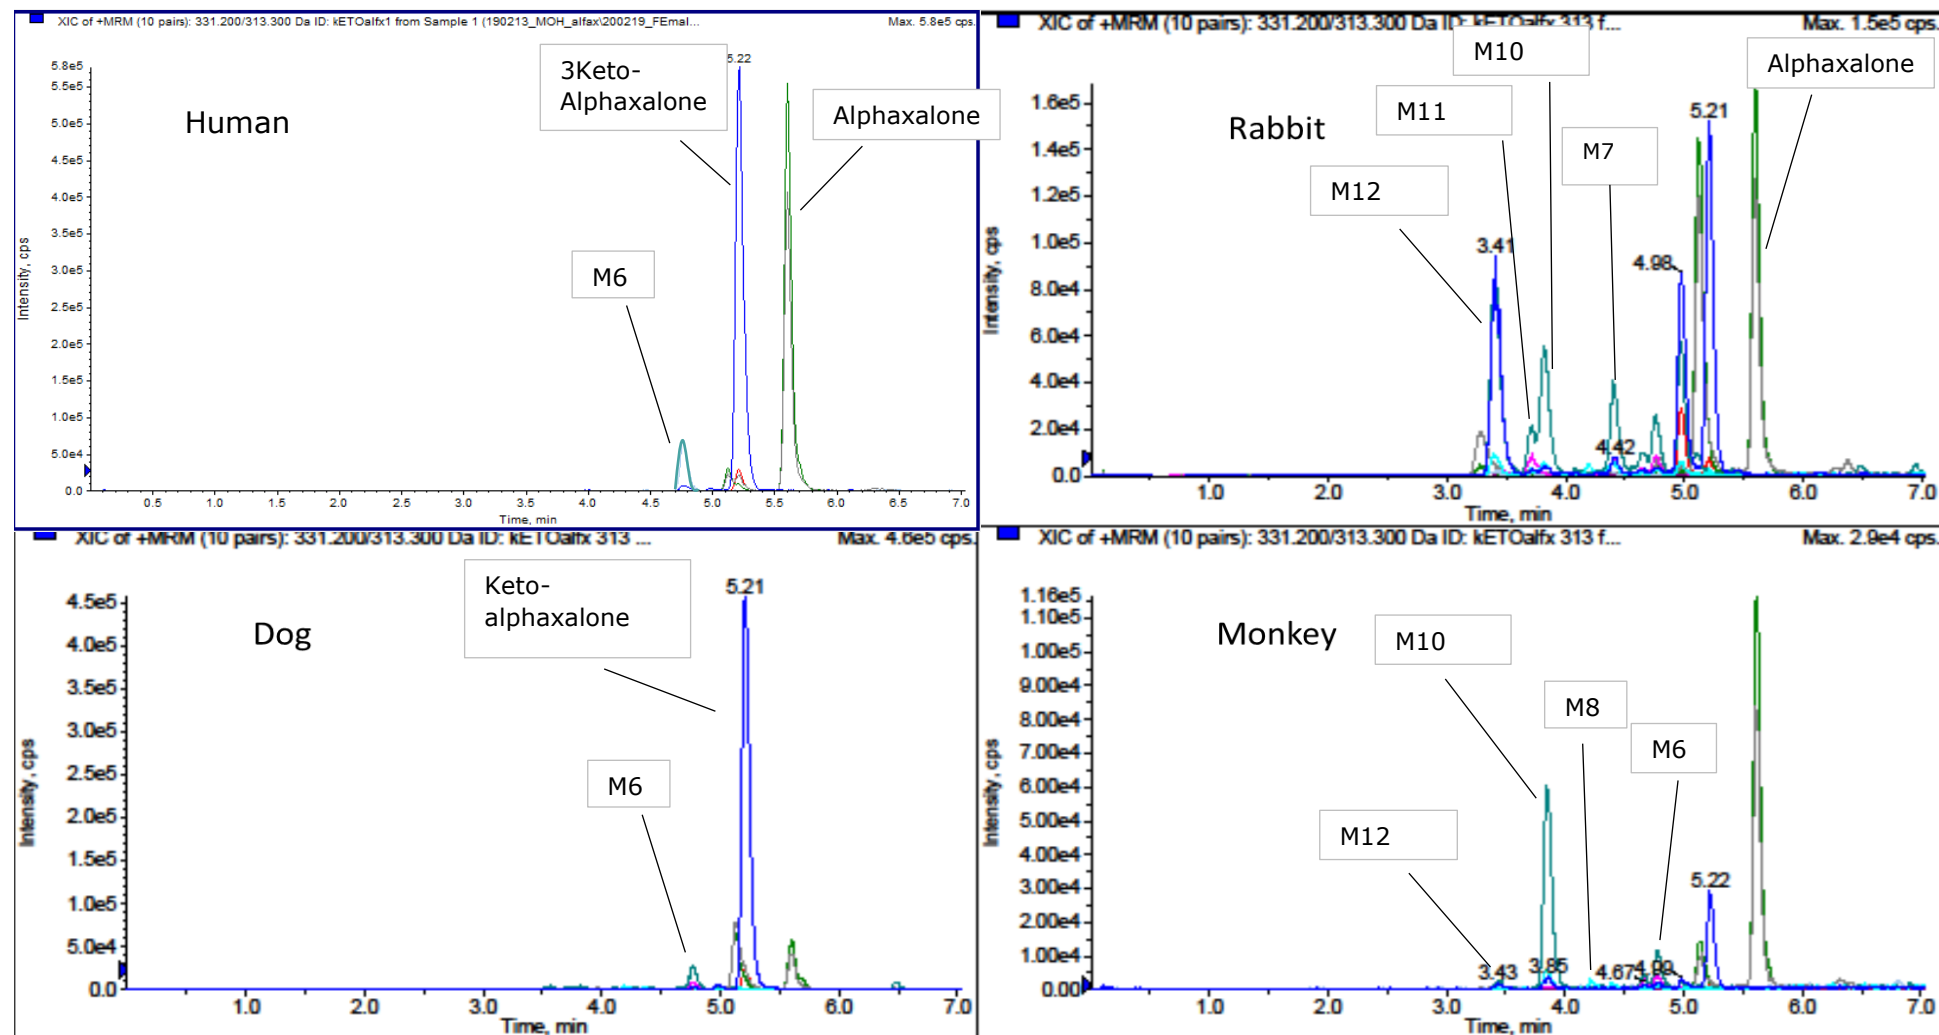 XIC of +MRM (10 pairs): 331.200/313.300 Da ID: kETOalfx1 from Sample 1 (190213_MOH_alfax\200219_FEmal...
Max. 5.8e5 cps.
Human
3Keto-
Alphaxalone
Alphaxalone
M6
5.22
5.8e5
5.5e5
5.0e5
4.5e5
4.0e5
3.5e5
3.0e5
2.5e5
2.0e5
1.5e5
1.0e5
5.0e4
0.0
Intensity, cps
0.5 1.0 1.5 2.0 2.5 3.0 3.5 4.0 4.5 5.0 5.5 6.0 6.5 7.0
Time, min
XIC of +MRM (10 pairs): 331.200/313.300 Da ID: kETOalfx 313 f...
Max. 1.5e5 cps.
Rabbit
M10
Alphaxalone
M11
M7
M12
5.21
3.41
4.98
4.42
1.6e5
1.4e5
1.2e5
1.0e5
8.0e4
6.0e4
4.0e4
2.0e4
0.0
Intensity, cps
1.0 2.0 3.0 4.0 5.0 6.0 7.0
Time, min
XIC of +MRM (10 pairs): 331.200/313.300 Da ID: kETOalfx 313 ...
Max. 4.6e5 cps.
Dog
Keto-
alphaxalone
M6
5.21
4.5e5
4.0e5
3.5e5
3.0e5
2.5e5
2.0e5
1.5e5
1.0e5
5.0e4
0.0
Intensity, cps
1.0 2.0 3.0 4.0 5.0 6.0 7.0
Time, min
XIC of +MRM (10 pairs): 331.200/313.300 Da ID: kETOalfx 313 f...
Max. 2.9e4 cps.
Monkey
M10
M8
M6
M12
5.22
3.43
3.85
1.16e5
1.10e5
1.00e5
9.00e4
8.00e4
7.00e4
6.00e4
5.00e4
4.00e4
3.00e4
2.00e4
1.00e4
0.00
Intensity, cps
1.0 2.0 3.0 4.0 5.0 6.0 7.0
Time, min